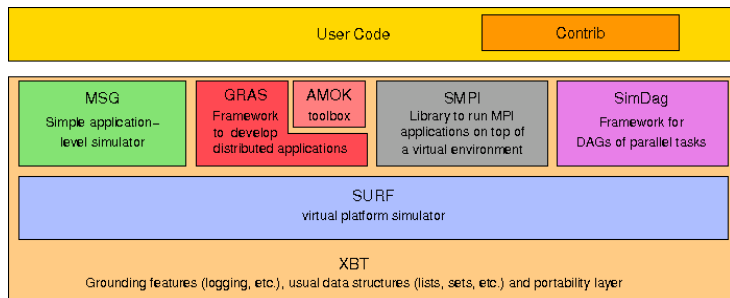 User Code
Contrib
MSG
Simple application-
level simulator
GRAS
Framework
to develop
distributed applications
AMOK
toolbox
SMPI
Library to run MPI
applications on top of
a virtual environment
SimDag
Framework for
DAGs of parallel tasks
SURF
virtual platform simulator
XBT
Grounding features (logging, etc.), usual data structures (lists, sets, etc.) and portability layer